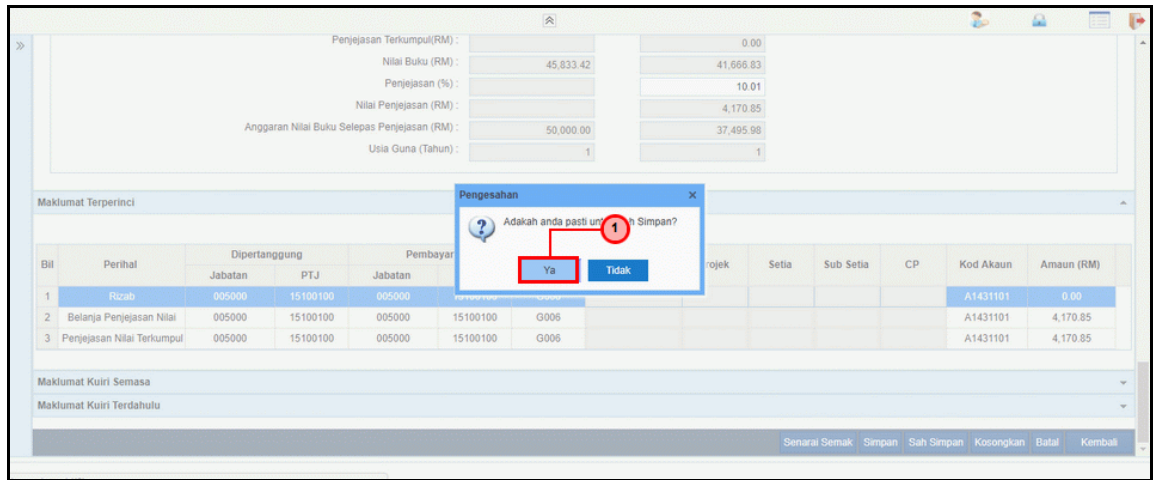 Penjejasan Terkumpul(RM) : 0.00
Nilai Buku (RM) : 45,833.42 41,666.83
Penjejasan (%) : 10.01
Nilai Penjejasan (RM) : 4,170.85
Anggaran Nilai Buku Selepas Penjejasan (RM) : 50,000.00 37,495.98
Usia Guna (Tahun) : 1 1
Maklumat Terperinci
Pengesahan
Adakah anda pasti h Simpan?
1
Ya Tidak
Bil Perihal Dipertanggung Setia Sub Setia CP Kod Akaun Amaun (RM)
Jabatan PTJ Jabatan
1 Rizab 005000 15100100 005000 A1431101 0.00
2 Belanja Penjejasan Nilai 005000 15100100 005000 15100100 G006 A1431101 4,170.85
3 Penjejasan Nilai Terkumpul 005000 15100100 005000 15100100 G006 A1431101 4,170.85
Maklumat Kuiri Semasa
Maklumat Kuiri Terdahulu
Senarai Semak Simpan Sah Simpan Kosongkan Batal Kembali